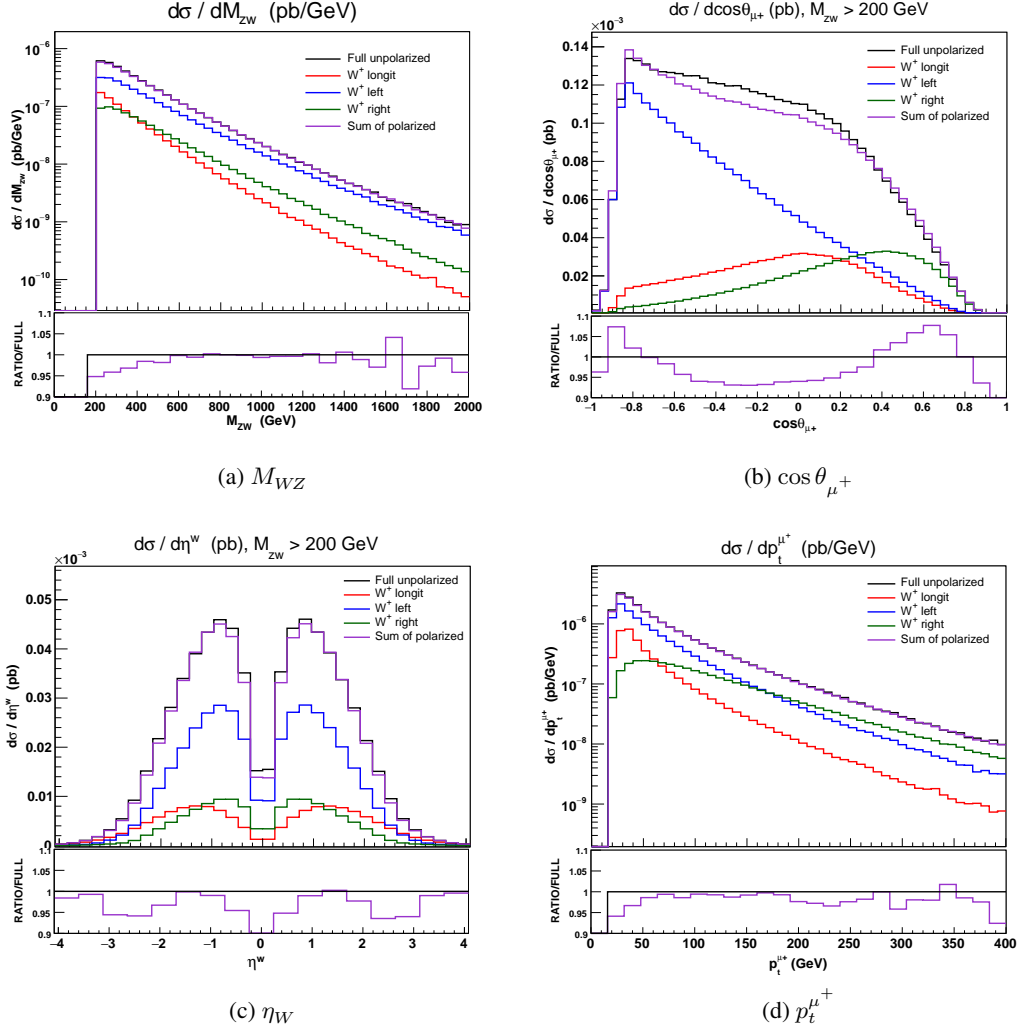 dσ / dM_zw (pb/GeV)
dσ / dM_zw (pb/GeV)
10⁻⁶
10⁻⁷
10⁻⁸
10⁻⁹
10⁻¹⁰
Full unpolarized
W⁺ longit
W⁺ left
W⁺ right
Sum of polarized
RATIO/FULL
1.1
1.05
1
0.95
0.9
0 200 400 600 800 1000 1200 1400 1600 1800 2000
M_ZW (GeV)
(a) M_WZ
dσ / dcosθ_μ+ (pb), M_zw > 200 GeV
×10⁻³
dσ / dcosθ_μ+ (pb)
0.14
0.12
0.1
0.08
0.06
0.04
0.02
Full unpolarized
W⁺ longit
W⁺ left
W⁺ right
Sum of polarized
RATIO/FULL
1.1
1.05
1
0.95
0.9
−1 −0.8 −0.6 −0.4 −0.2 0 0.2 0.4 0.6 0.8 1
cosθ_μ+
(b) cos θ_μ⁺
dσ / dη^w (pb), M_zw > 200 GeV
×10⁻³
dσ / dη^w (pb)
0.05
0.04
0.03
0.02
0.01
0
Full unpolarized
W⁺ longit
W⁺ left
W⁺ right
Sum of polarized
RATIO/FULL
1.1
1.05
1
0.95
0.9
−4 −3 −2 −1 0 1 2 3 4
η^w
(c) η_W
dσ / dp_t^μ+ (pb/GeV)
dσ / dp_t^μ+ (pb/GeV)
10⁻⁶
10⁻⁷
10⁻⁸
10⁻⁹
Full unpolarized
W⁺ longit
W⁺ left
W⁺ right
Sum of polarized
RATIO/FULL
1.1
1.05
1
0.95
0.9
0 50 100 150 200 250 300 350 400
p_t^μ+ (GeV)
(d) p_t^μ⁺